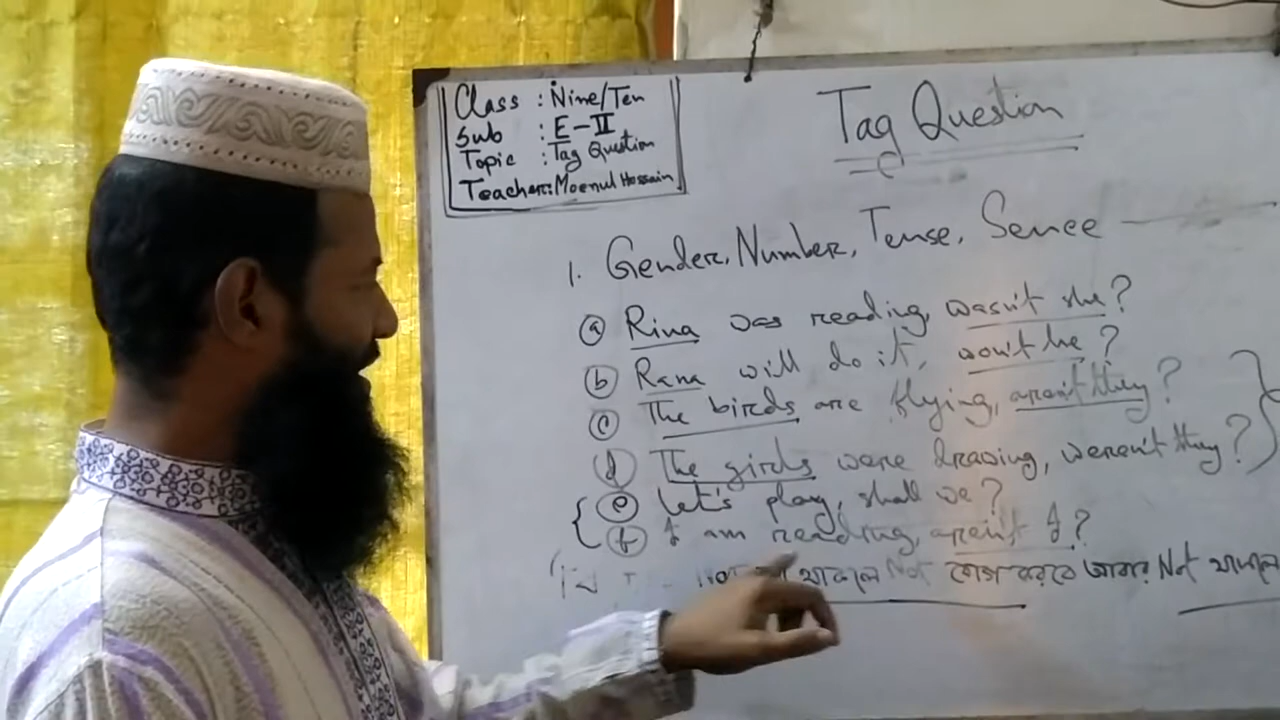 Class : Nine/Ten
Sub : E-II
Topic : Tag Question
Teacher: Moenul Hossain
Tag Question
1. Gender, Number, Tense, Sence
(a) Rina was reading, wasn't she?
(b) Rana will do it, won't he?
(c) The birds are flying, aren't they?
(d) The girls were drawing, weren't they?
(e) Let's play, shall we?
(f) I am reading, aren't I?
থাকলে Not যোগ করবে আবার Not থাকলে